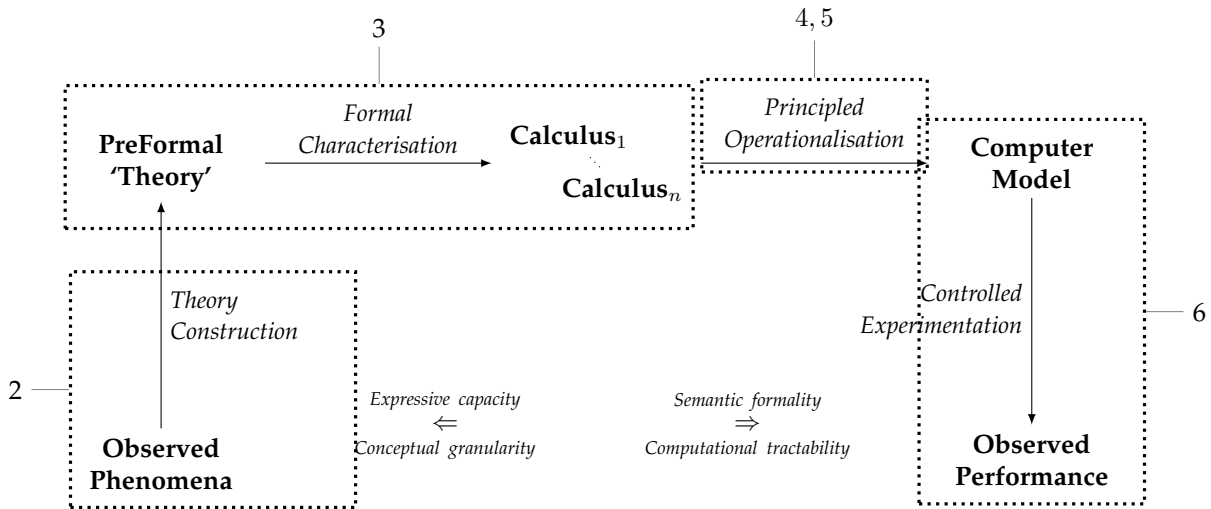 3
4, 5
Formal
Characterisation
Principled
Operationalisation
PreFormal
‘Theory’
Calculus₁
Calculusₙ
Computer
Model
Theory
Construction
Controlled
Experimentation
2
6
Expressive capacity
⇐
Conceptual granularity
Semantic formality
⇒
Computational tractability
Observed
Phenomena
Observed
Performance